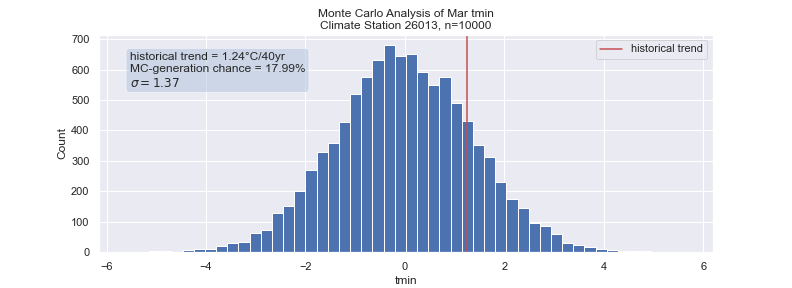 Monte Carlo Analysis of Mar tmin
Climate Station 26013, n=10000
historical trend = 1.24°C/40yr
MC-generation chance = 17.99%
σ = 1.37
historical trend
Count
700
600
500
400
300
200
100
0
−6 −4 −2 0 2 4 6
tmin